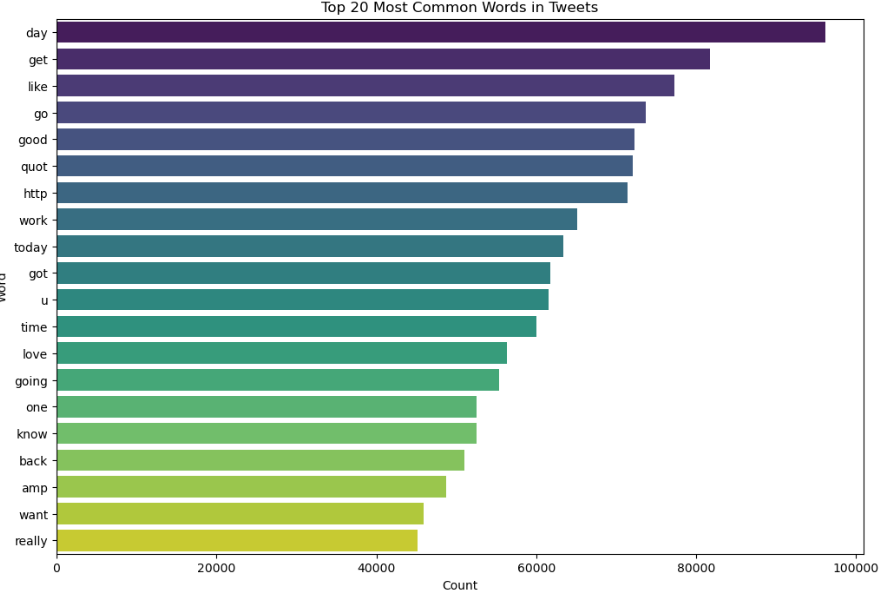 Top 20 Most Common Words in Tweets
day
get
like
go
good
quot
http
work
today
got
u
time
love
going
one
know
back
amp
want
really
Word
0 20000 40000 60000 80000 100000
Count